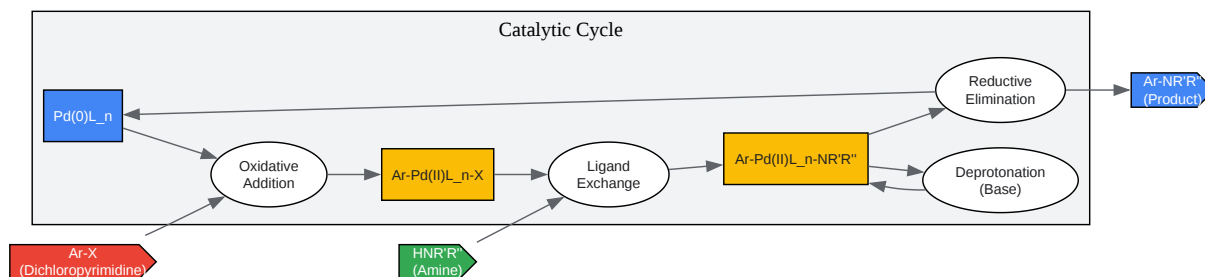 Catalytic Cycle
Pd(0)L_n
Oxidative
Addition
Ar-Pd(II)L_n-X
Ligand
Exchange
Ar-Pd(II)L_n-NR'R''
Reductive
Elimination
Deprotonation
(Base)
Ar-NR'R''
(Product)
Ar-X
(Dichloropyrimidine)
HNR'R''
(Amine)